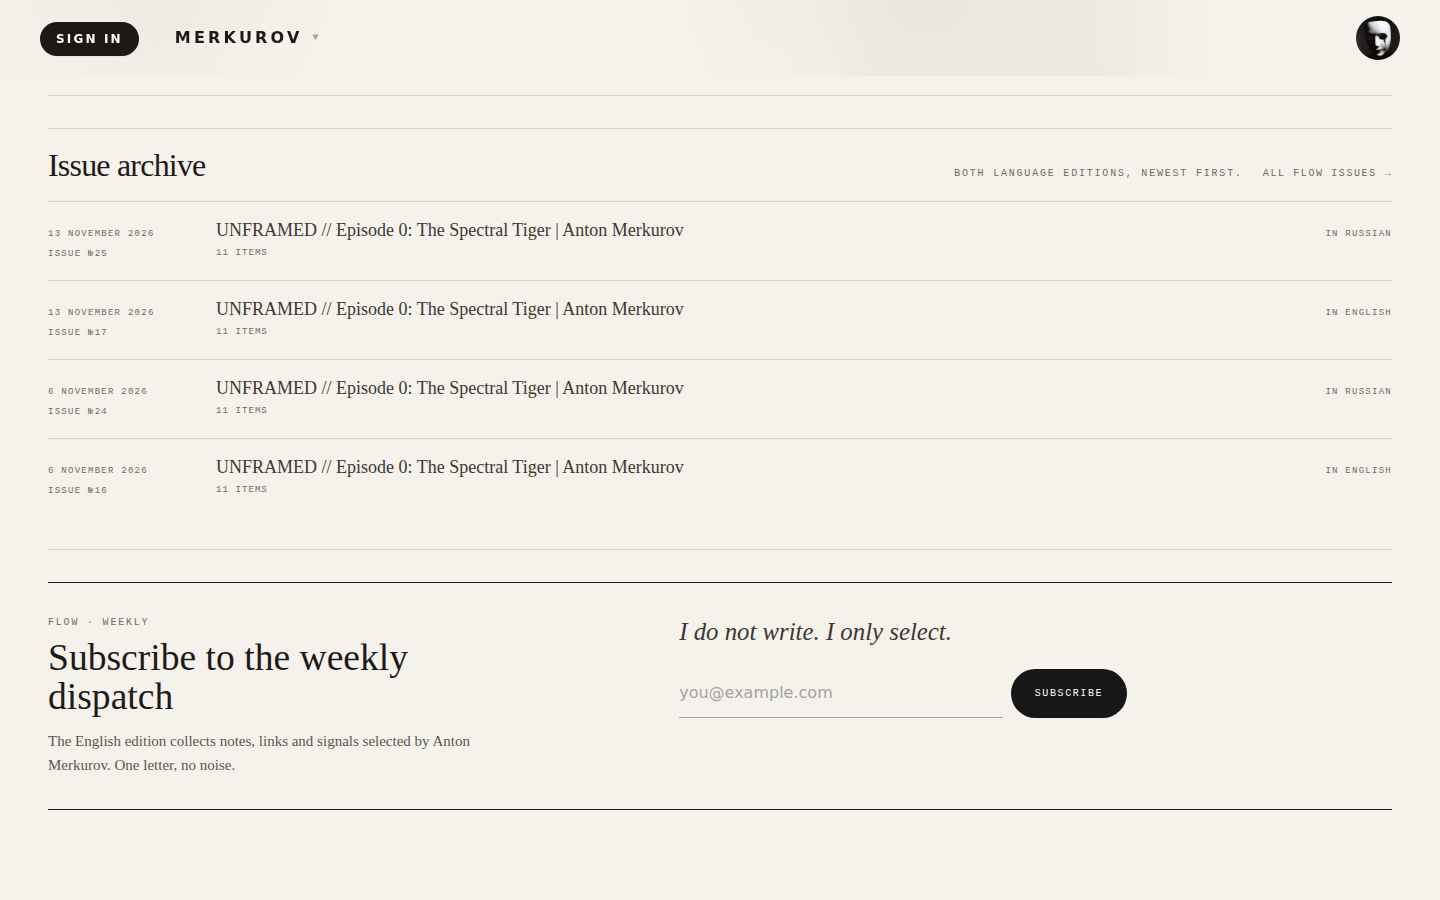 SIGN IN
MERKUROV ▼
Issue archive
BOTH LANGUAGE EDITIONS, NEWEST FIRST. ALL FLOW ISSUES →
13 NOVEMBER 2026
ISSUE №25
UNFRAMED // Episode 0: The Spectral Tiger | Anton Merkurov
11 ITEMS
IN RUSSIAN
13 NOVEMBER 2026
ISSUE №17
UNFRAMED // Episode 0: The Spectral Tiger | Anton Merkurov
11 ITEMS
IN ENGLISH
6 NOVEMBER 2026
ISSUE №24
UNFRAMED // Episode 0: The Spectral Tiger | Anton Merkurov
11 ITEMS
IN RUSSIAN
6 NOVEMBER 2026
ISSUE №16
UNFRAMED // Episode 0: The Spectral Tiger | Anton Merkurov
11 ITEMS
IN ENGLISH
FLOW · WEEKLY
Subscribe to the weekly
dispatch
The English edition collects notes, links and signals selected by Anton
Merkurov. One letter, no noise.
I do not write. I only select.
you@example.com
SUBSCRIBE